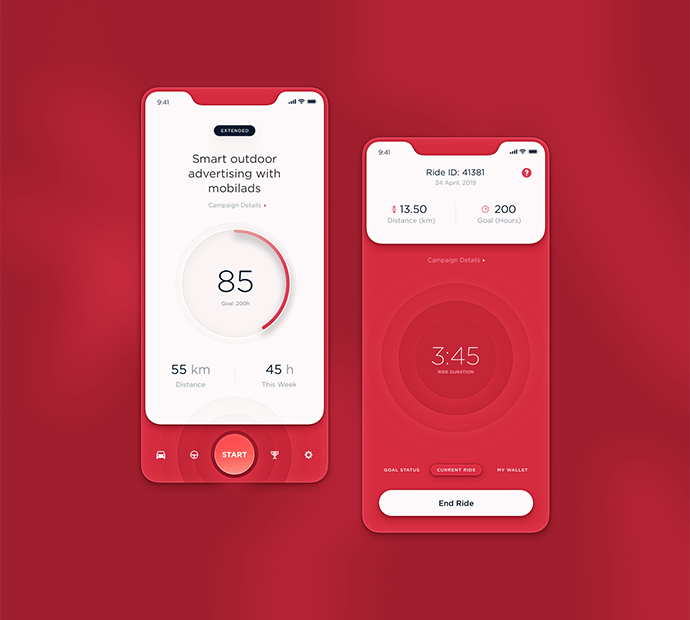 9:41
EXTENDED
Smart outdoor
advertising with
mobilads
Campaign Details
85
Goal 200h
55 km
45 h
Distance
This Week
START
9:41
Ride ID: 41381
24 April, 2019
?
13.50
200
Distance (km)
Goal (Hours)
Campaign Details
3:45
RIDE DURATION
GOAL STATUS
CURRENT RIDE
MY WALLET
End Ride